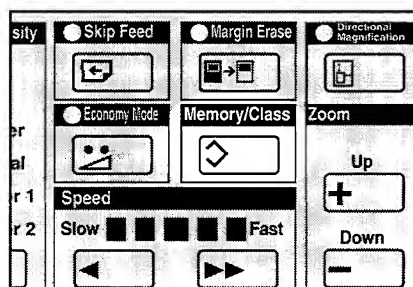 sity
Skip Feed
Margin Erase
Directional
Magnification
Economy Mode
Memory/Class
Zoom
er
al
r 1
r 2
Up
Speed
Slow
Fast
Down